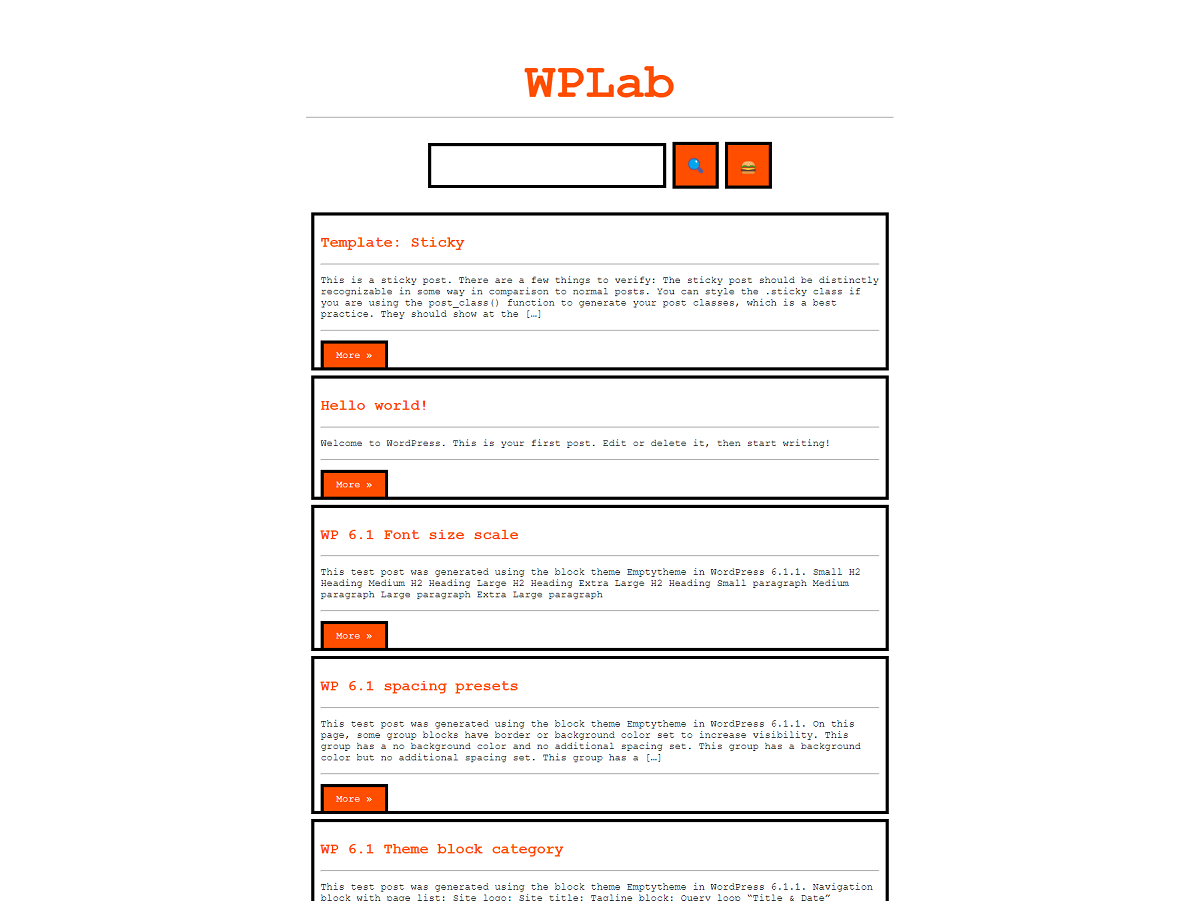 WPLab
Template: Sticky
This is a sticky post. There are a few things to verify: The sticky post should be distinctly
recognizable in some way in comparison to normal posts. You can style the .sticky class if
you are using the post_class() function to generate your post classes, which is a best
practice. They should show at the […]
More »
Hello world!
Welcome to WordPress. This is your first post. Edit or delete it, then start writing!
More »
WP 6.1 Font size scale
This test post was generated using the block theme Emptytheme in WordPress 6.1.1. Small H2
Heading Medium H2 Heading Large H2 Heading Extra Large H2 Heading Small paragraph Medium
paragraph Large paragraph Extra Large paragraph
More »
WP 6.1 spacing presets
This test post was generated using the block theme Emptytheme in WordPress 6.1.1. On this
page, some group blocks have border or background color set to increase visibility. This
group has a no background color and no additional spacing set. This group has a background
color but no additional spacing set. This group has a […]
More »
WP 6.1 Theme block category
This test post was generated using the block theme Emptytheme in WordPress 6.1.1. Navigation
block with page list: Site logo: Site title: Tagline block: Query loop “Title & Date”